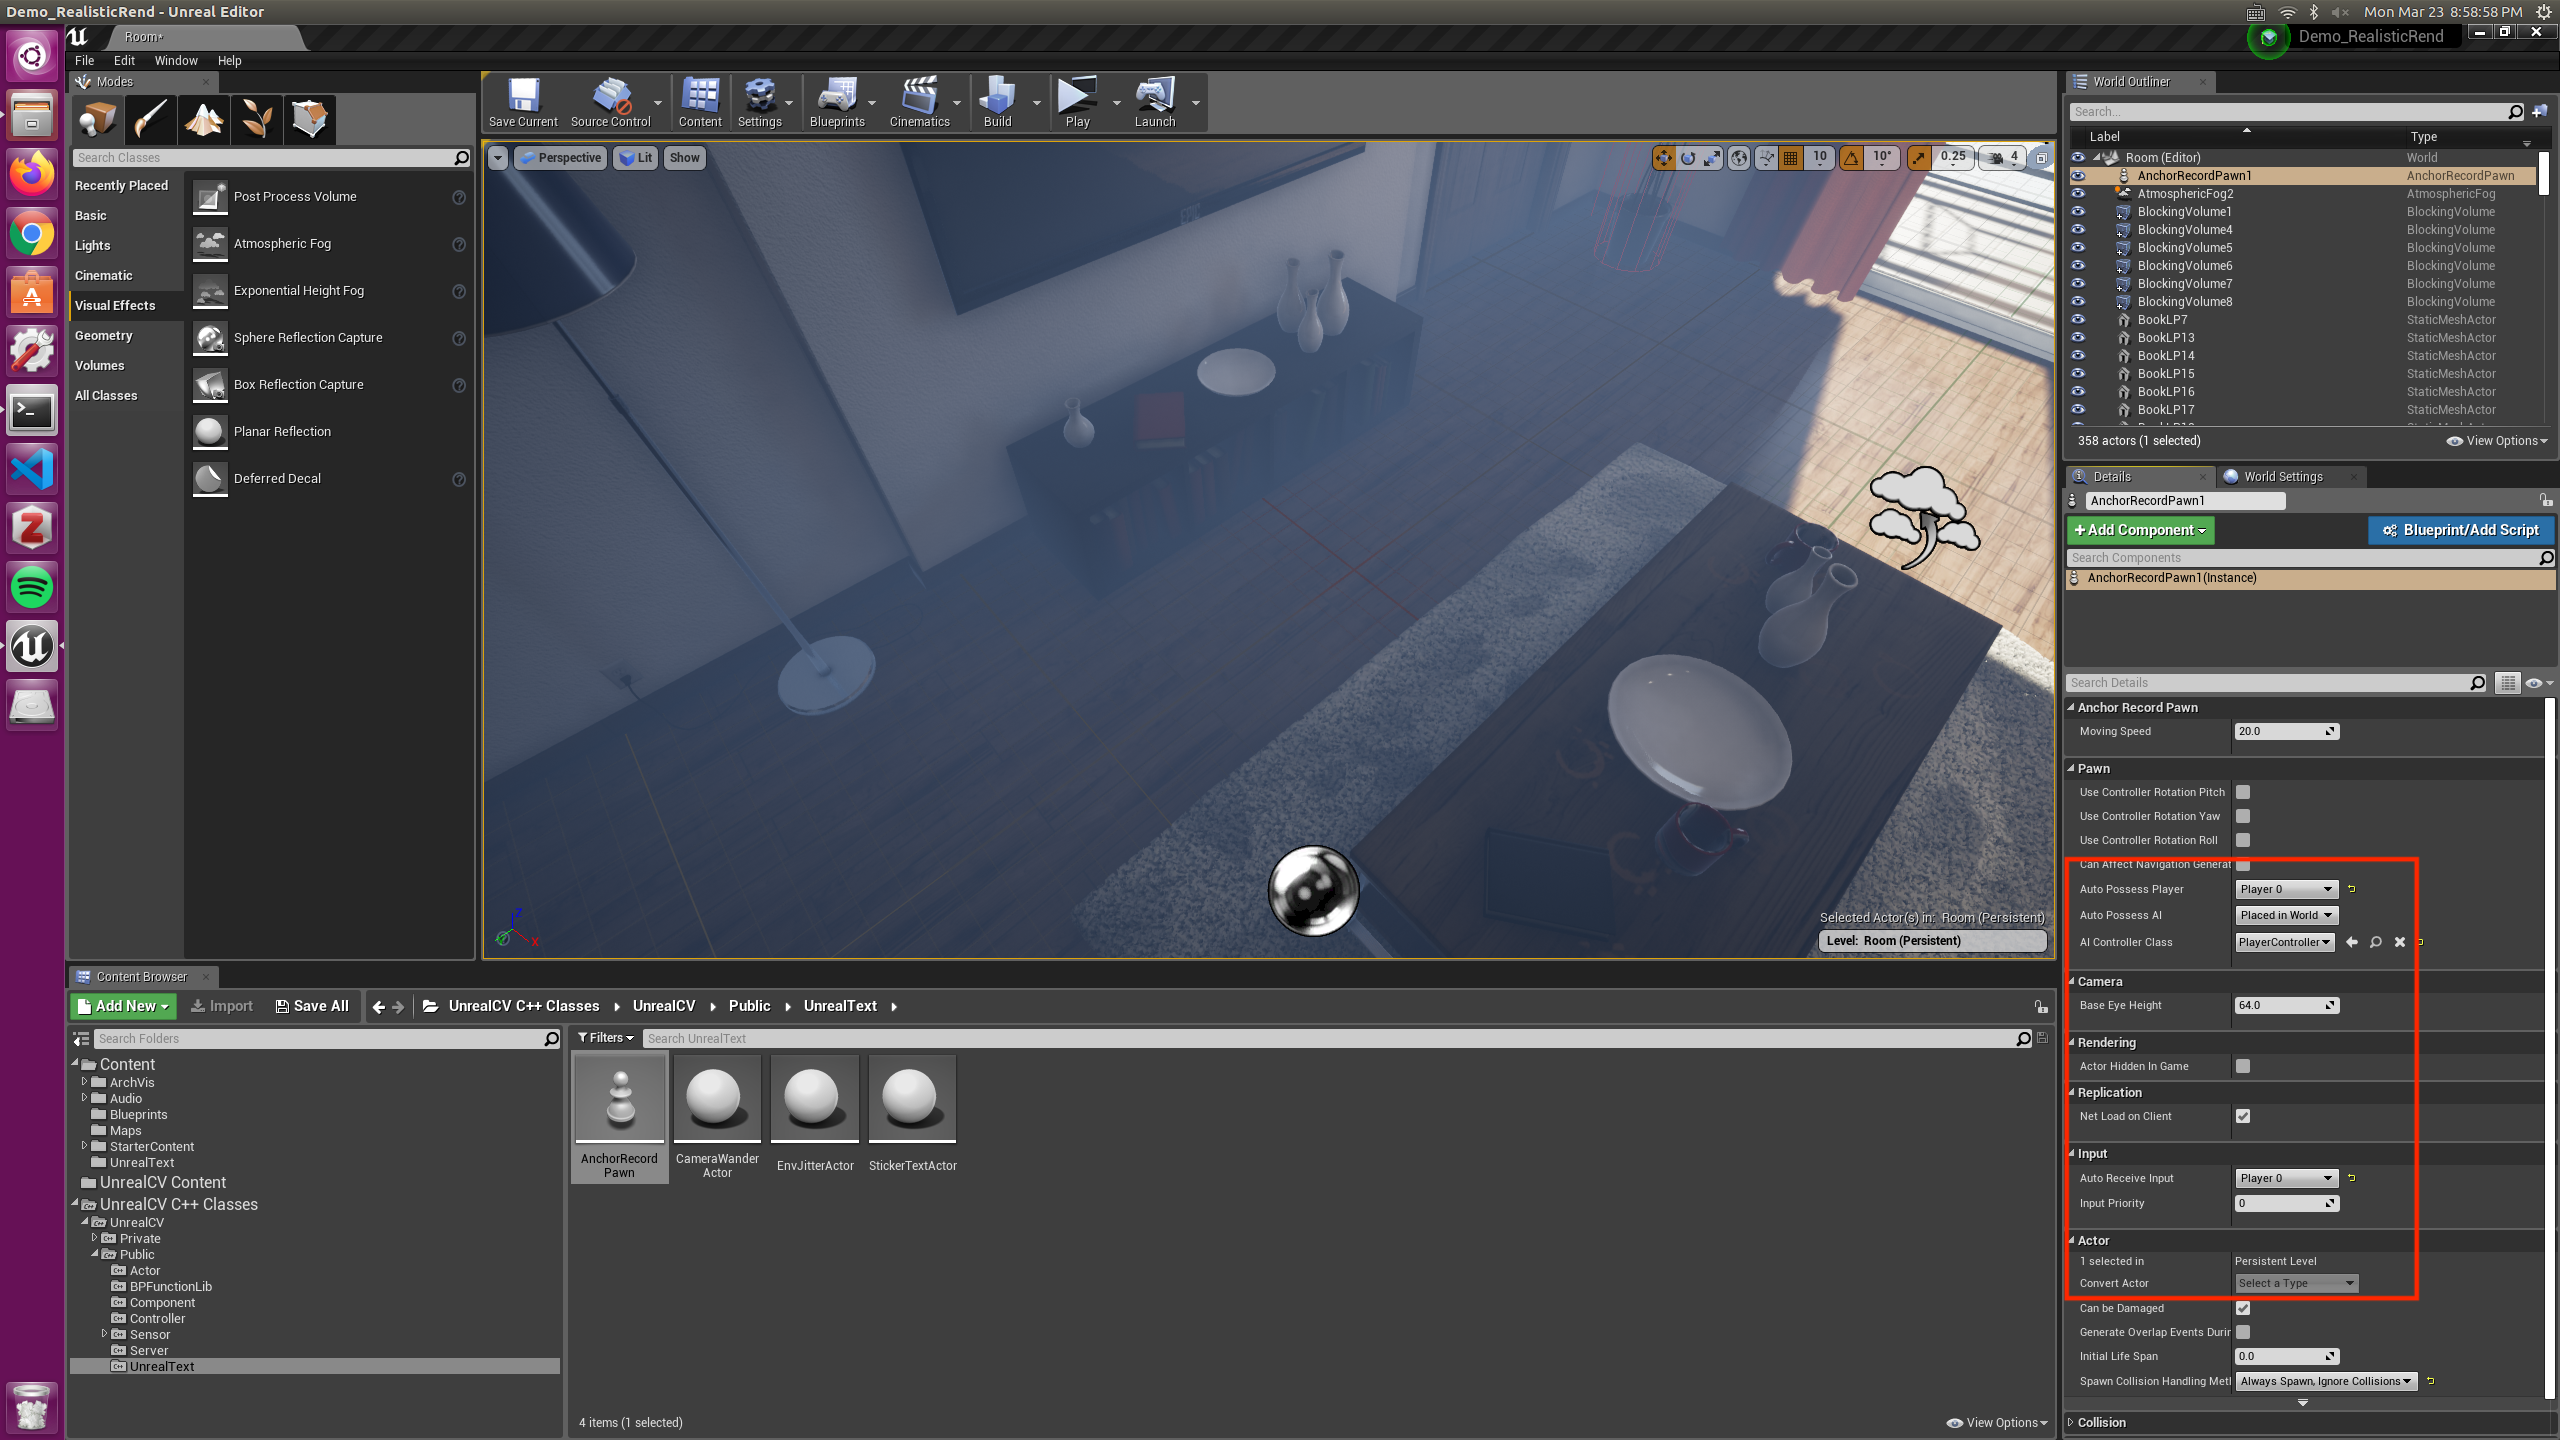 Demo_RealisticRend - Unreal Editor
Mon Mar 23 8:58:58 PM
Room*
Demo_RealisticRend
File Edit Window Help
Modes
Search Classes
Recently Placed
Basic
Lights
Cinematic
Visual Effects
Geometry
Volumes
All Classes
Post Process Volume
Atmospheric Fog
Exponential Height Fog
Sphere Reflection Capture
Box Reflection Capture
Planar Reflection
Deferred Decal
Save Current Source Control Content Settings Blueprints Cinematics Build Play Launch
Perspective Lit Show
10 10° 0.25 4
Selected Actor(s) in: Room (Persistent)
Level: Room (Persistent)
Z
X
World Outliner
Search...
Label Type
Room (Editor) World
AnchorRecordPawn1 AnchorRecordPawn
AtmosphericFog2 AtmosphericFog
BlockingVolume1 BlockingVolume
BlockingVolume4 BlockingVolume
BlockingVolume5 BlockingVolume
BlockingVolume6 BlockingVolume
BlockingVolume7 BlockingVolume
BlockingVolume8 BlockingVolume
BookLP7 StaticMeshActor
BookLP13 StaticMeshActor
BookLP14 StaticMeshActor
BookLP15 StaticMeshActor
BookLP16 StaticMeshActor
BookLP17 StaticMeshActor
358 actors (1 selected) View Options
Details World Settings
AnchorRecordPawn1
+Add Component Blueprint/Add Script
Search Components
AnchorRecordPawn1(Instance)
Search Details
Anchor Record Pawn
Moving Speed 20.0
Pawn
Use Controller Rotation Pitch
Use Controller Rotation Yaw
Use Controller Rotation Roll
Can Affect Navigation Generat
Auto Possess Player Player 0
Auto Possess AI Placed in World
AI Controller Class PlayerController
Camera
Base Eye Height 64.0
Rendering
Actor Hidden In Game
Replication
Net Load on Client
Input
Auto Receive Input Player 0
Input Priority 0
Actor
1 selected in Persistent Level
Convert Actor Select a Type
Can be Damaged
Generate Overlap Events Durin
Initial Life Span 0.0
Spawn Collision Handling Metl Always Spawn, Ignore Collisions
Collision
Content Browser
Add New Import Save All UnrealCV C++ Classes UnrealCV Public UnrealText
Search Folders
Filters Search UnrealText
Content
ArchVis
Audio
Blueprints
Maps
StarterContent
UnrealText
UnrealCV Content
UnrealCV C++ Classes
UnrealCV
Private
Public
Actor
BPFunctionLib
Component
Controller
Sensor
Server
UnrealText
AnchorRecord
Pawn
CameraWander
Actor
EnvJitterActor
StickerTextActor
4 items (1 selected) View Options